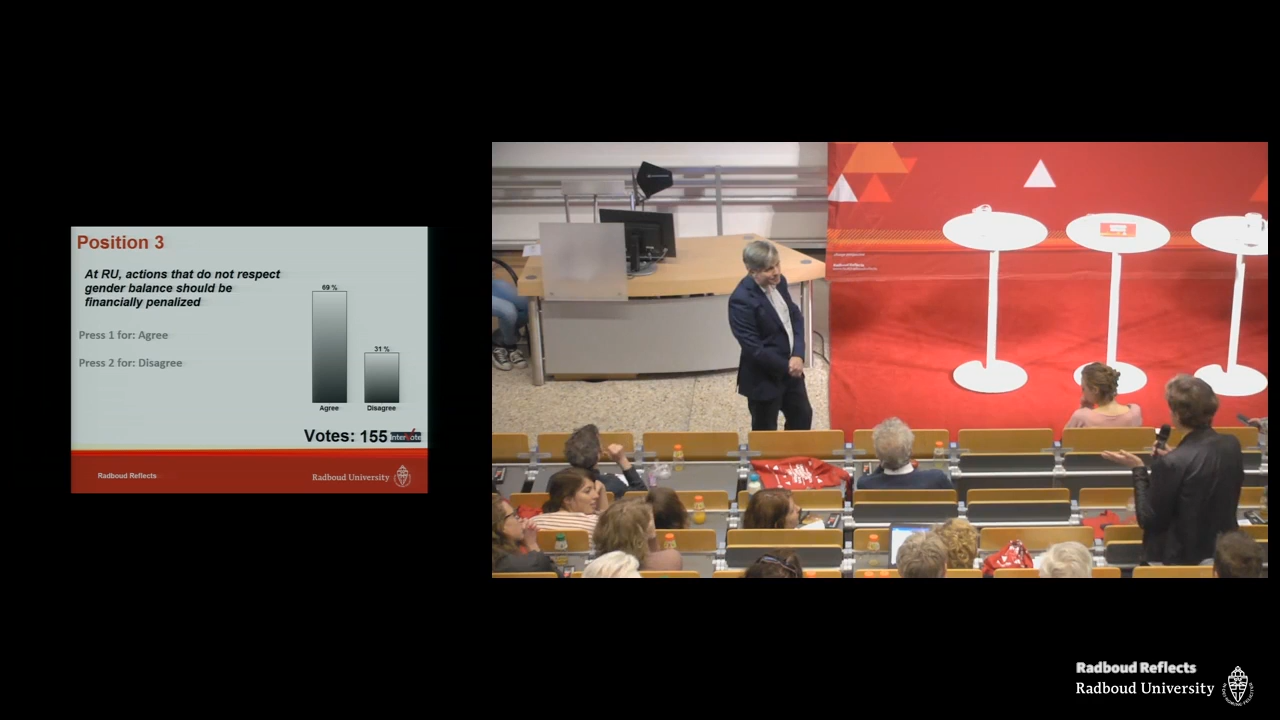 Position 3
At RU, actions that do not respect
gender balance should be
financially penalized
Press 1 for: Agree
Press 2 for: Disagree
69 %
31 %
Agree
Disagree
Votes: 155
InterVote
Radboud Reflects
Radboud University
Radboud Reflects
Radboud University